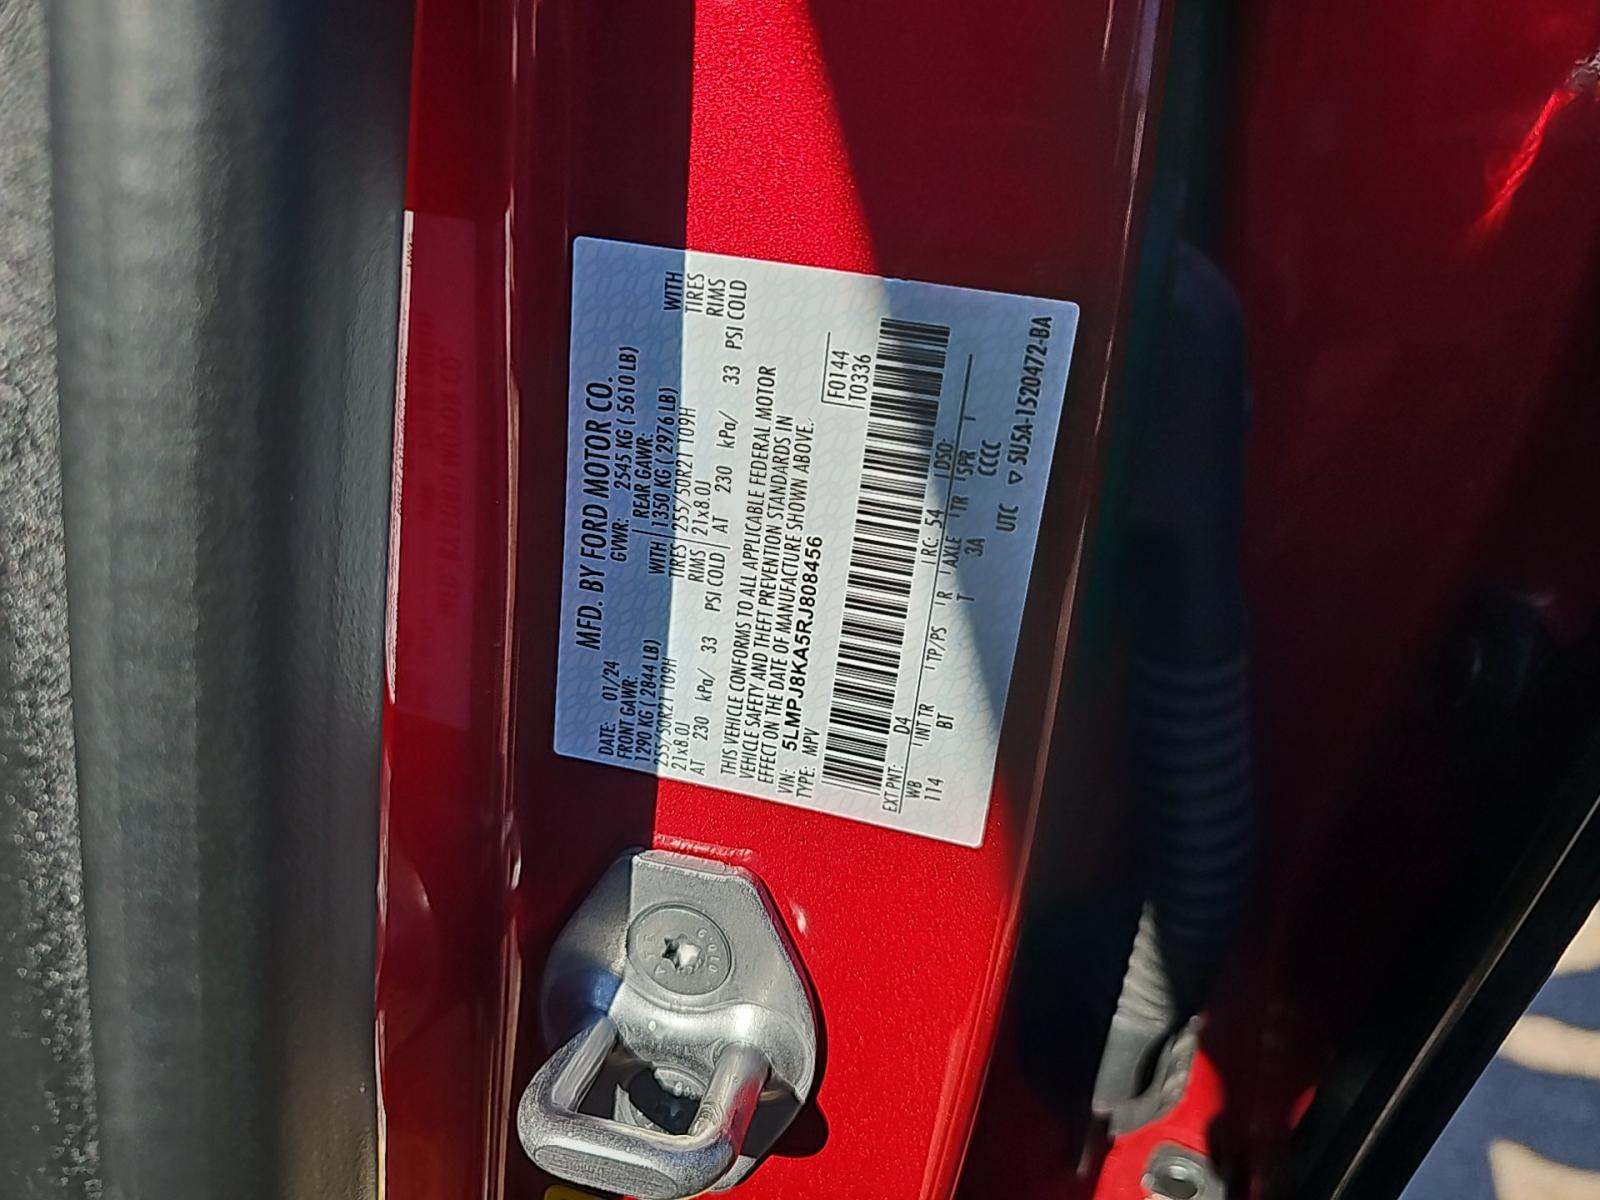 MFD. BY FORD MOTOR CO.
DATE: 01/24 GVWR: 2545 KG ( 5610 LB)
FRONT GAWR: REAR GAWR: WITH
1290 KG ( 2844 LB) WITH 1350 KG ( 2976 LB) TIRES
255/50R21 109H TIRES 255/50R21 109H RIMS
21x8.0J RIMS 21x8.0J PSI COLD
AT 230 kPa/ 33 PSI COLD AT 230 kPa/ 33
THIS VEHICLE CONFORMS TO ALL APPLICABLE FEDERAL MOTOR
VEHICLE SAFETY AND THEFT PREVENTION STANDARDS IN
EFFECT ON THE DATE OF MANUFACTURE SHOWN ABOVE.
VIN: 5LMPJ8KA5RJ808456 F0144
TYPE: MPV T0336
EXT PNT: D4 RC: 54 DSO:
WB INT TR TP/PS R AXLE TR SPR
114 BT T 3A CCCC
UTC ▽ 5U5A-1520472-BA